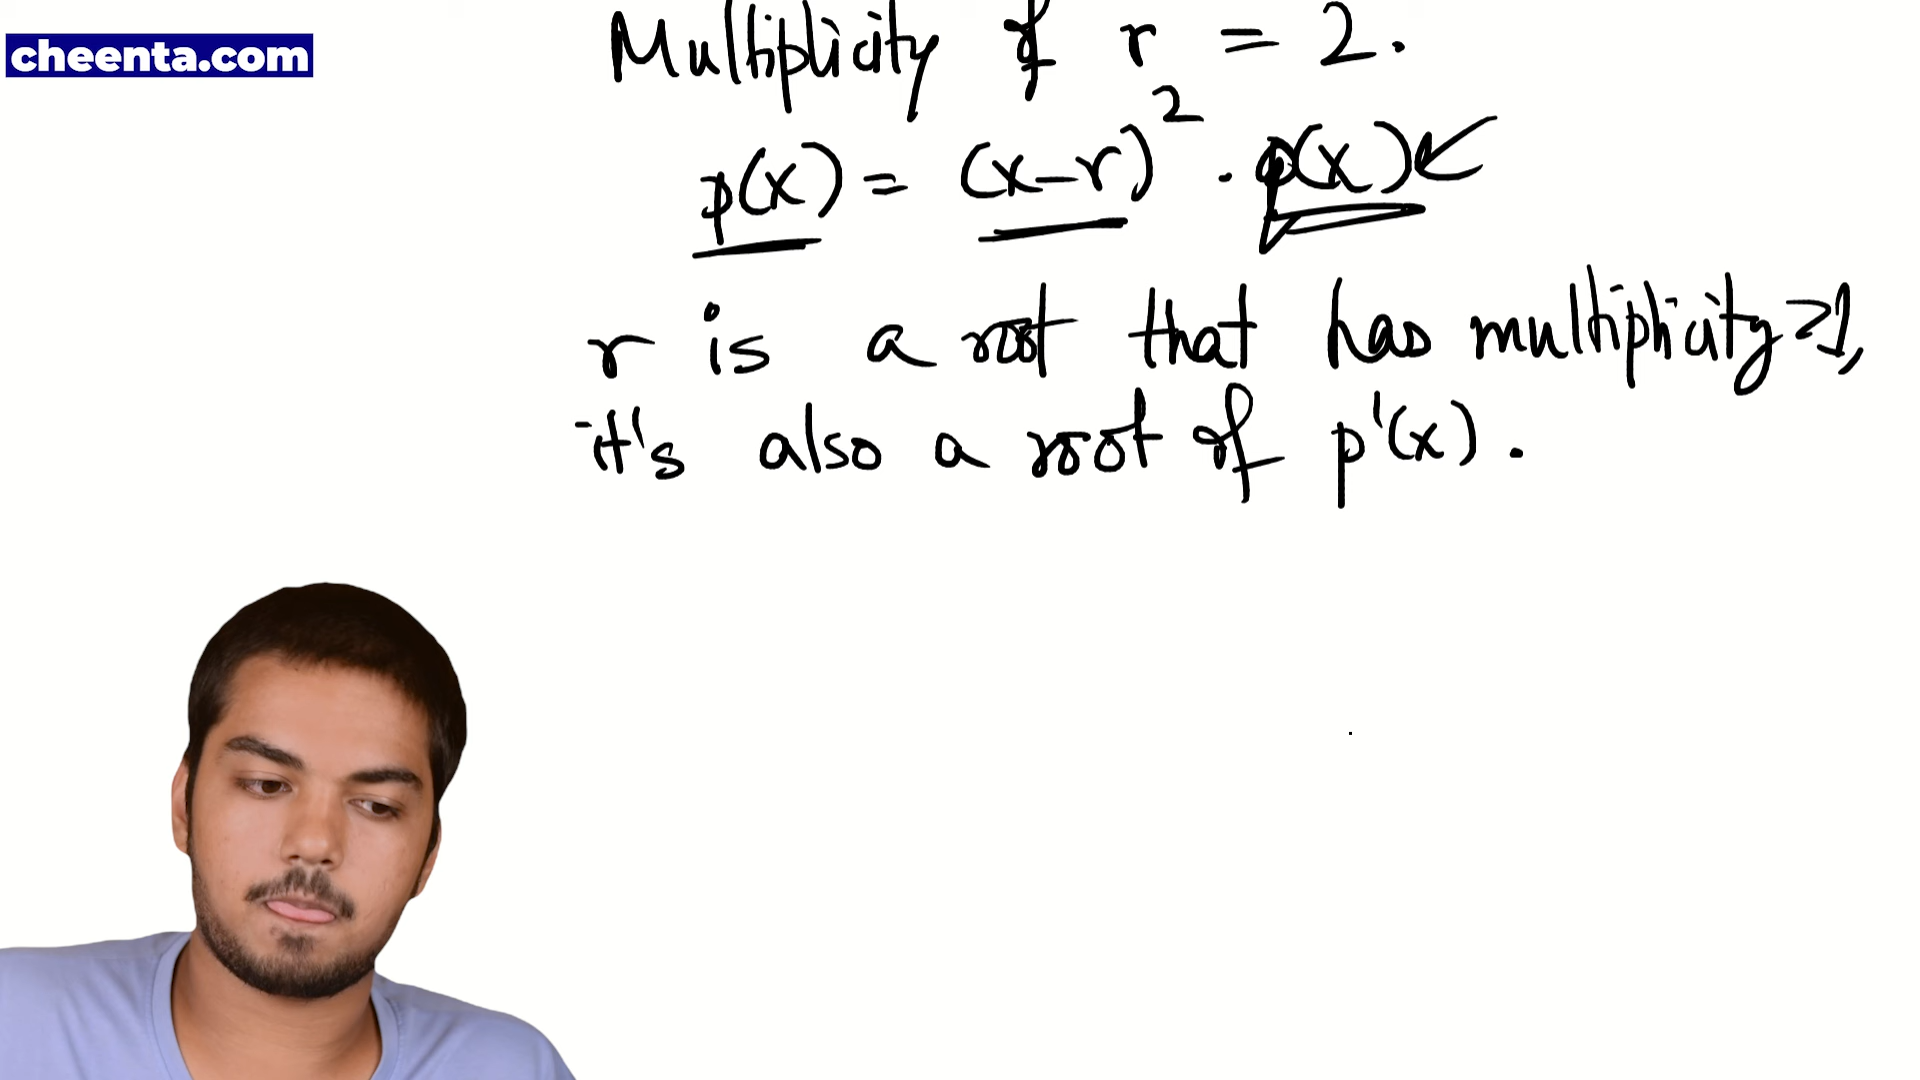 cheenta.com
Multiplicity of r = 2.
p(x) = (x-r)² . p(x)
r is a root that has multiplicity >1,
it's also a root of p'(x).